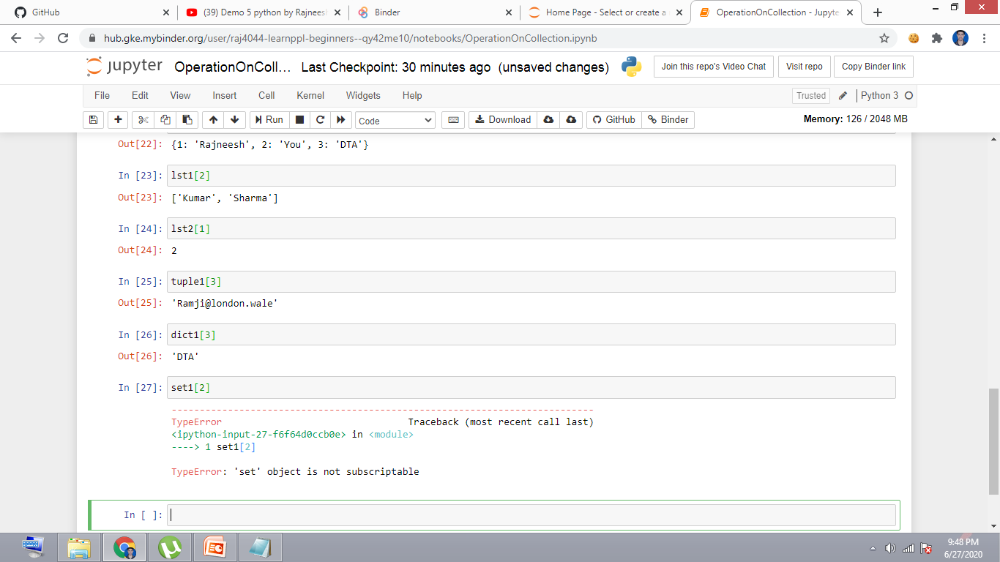 GitHub
(39) Demo 5 python by Rajnees
Binder
Home Page - Select or create a
OperationOnCollection - Jupyte
hub.gke.mybinder.org/user/raj4044-learnppl-beginners--qy42me10/notebooks/OperationOnCollection.ipynb
jupyter OperationOnColl... Last Checkpoint: 30 minutes ago (unsaved changes)
Join this repo's Video Chat
Visit repo
Copy Binder link
File Edit View Insert Cell Kernel Widgets Help
Trusted
Python 3
Run
Code
Download
GitHub
Binder
Memory: 126 / 2048 MB
Out[22]: {1: 'Rajneesh', 2: 'You', 3: 'DTA'}
In [23]: lst1[2]
Out[23]: ['Kumar', 'Sharma']
In [24]: lst2[1]
Out[24]: 2
In [25]: tuple1[3]
Out[25]: 'Ramji@london.wale'
In [26]: dict1[3]
Out[26]: 'DTA'
In [27]: set1[2]
---------------------------------------------------------------------------
TypeError Traceback (most recent call last)
<ipython-input-27-f6f64d0ccb0e> in <module>
----> 1 set1[2]
TypeError: 'set' object is not subscriptable
In [ ]:
9:48 PM
6/27/2020